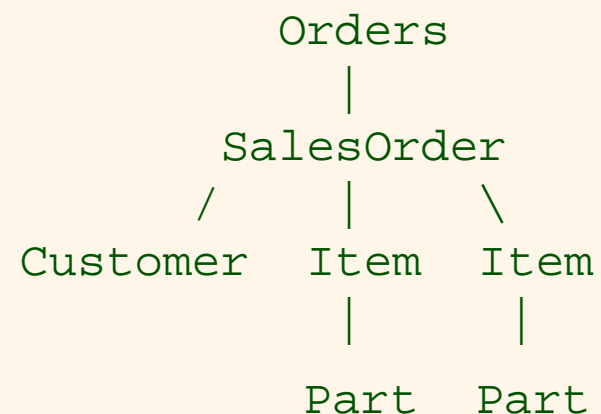 Orders
|
SalesOrder
/ | \
Customer Item Item
| |
Part Part